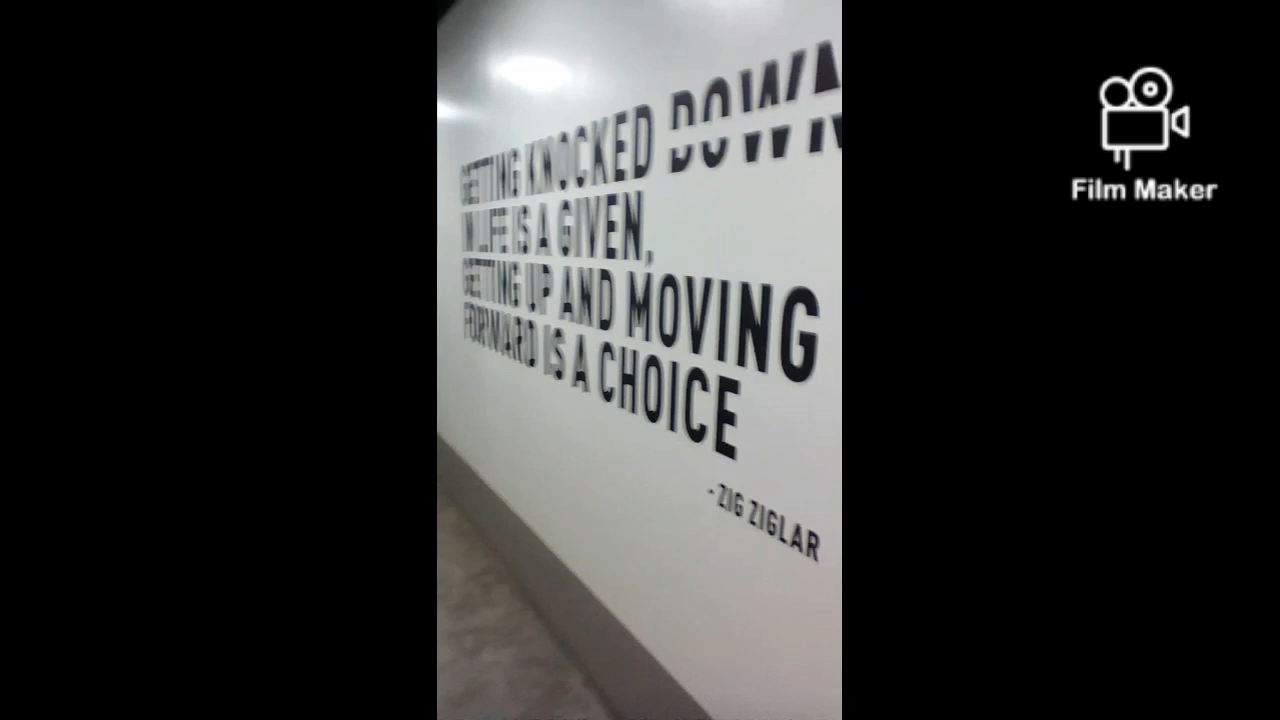 GETTING KNOCKED DOWN
IN LIFE IS A GIVEN,
GETTING UP AND MOVING
FORWARD IS A CHOICE
-ZIG ZIGLAR
Film Maker